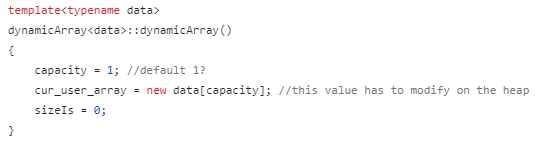 template<typename data>
dynamicArray<data>::dynamicArray()
{
    capacity = 1; //default 1?
    cur_user_array = new data[capacity]; //this value has to modify on the heap
    sizeIs = 0;
}